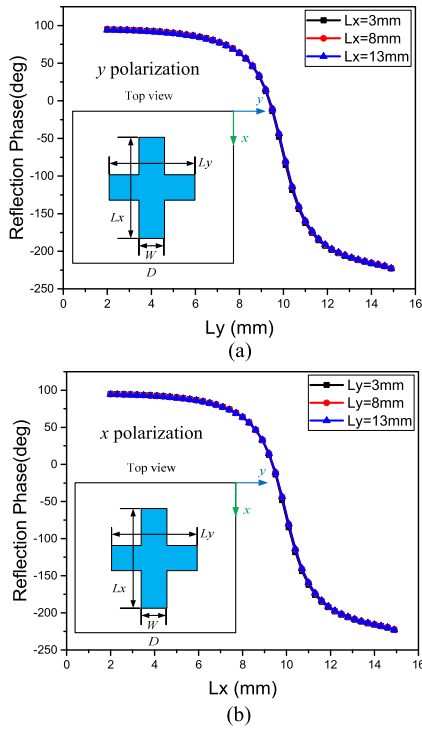 100
50
0
-50
-100
-150
-200
-250
Reflection Phase(deg)
Lx=3mm
Lx=8mm
Lx=13mm
y polarization
Top view
y
x
Ly
Lx
W
D
0 2 4 6 8 10 12 14 16
Ly (mm)
(a)
100
50
0
-50
-100
-150
-200
-250
Reflection Phase(deg)
Ly=3mm
Ly=8mm
Ly=13mm
x polarization
Top view
y
x
Ly
Lx
W
D
0 2 4 6 8 10 12 14 16
Lx (mm)
(b)